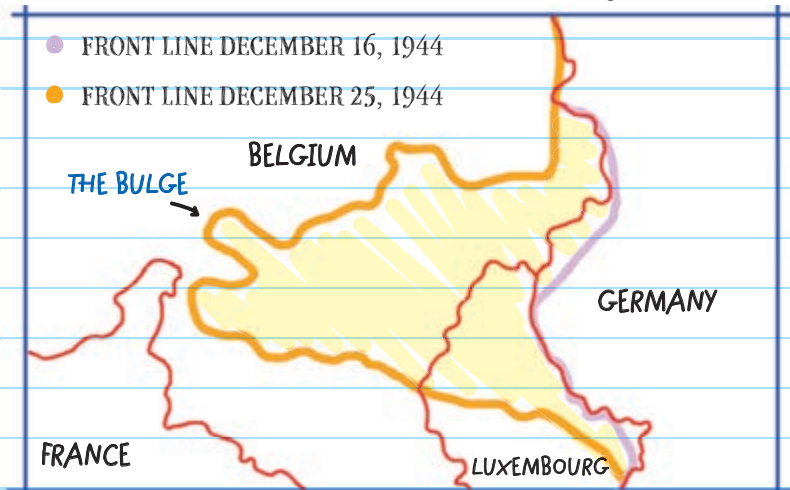 FRONT LINE DECEMBER 16, 1944
FRONT LINE DECEMBER 25, 1944
BELGIUM
THE BULGE
GERMANY
FRANCE
LUXEMBOURG